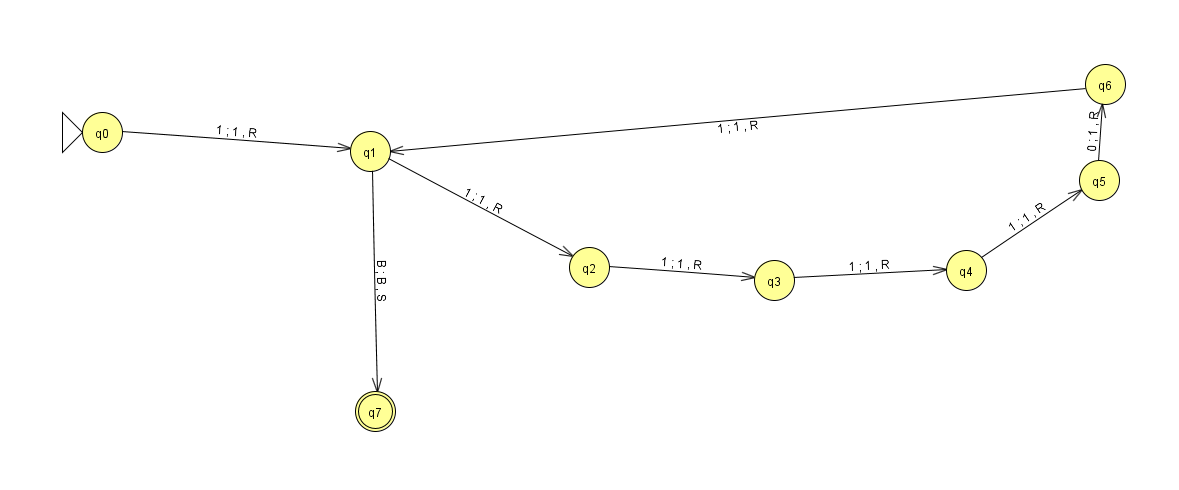 q6
0 ; 1 , R
q0
1 ; 1 , R
1 ; 1 , R
q1
q5
1 ; 1 , R
1 ; 1 , R
q2
1 ; 1 , R
q3
1 ; 1 , R
q4
B ; B , S
q7